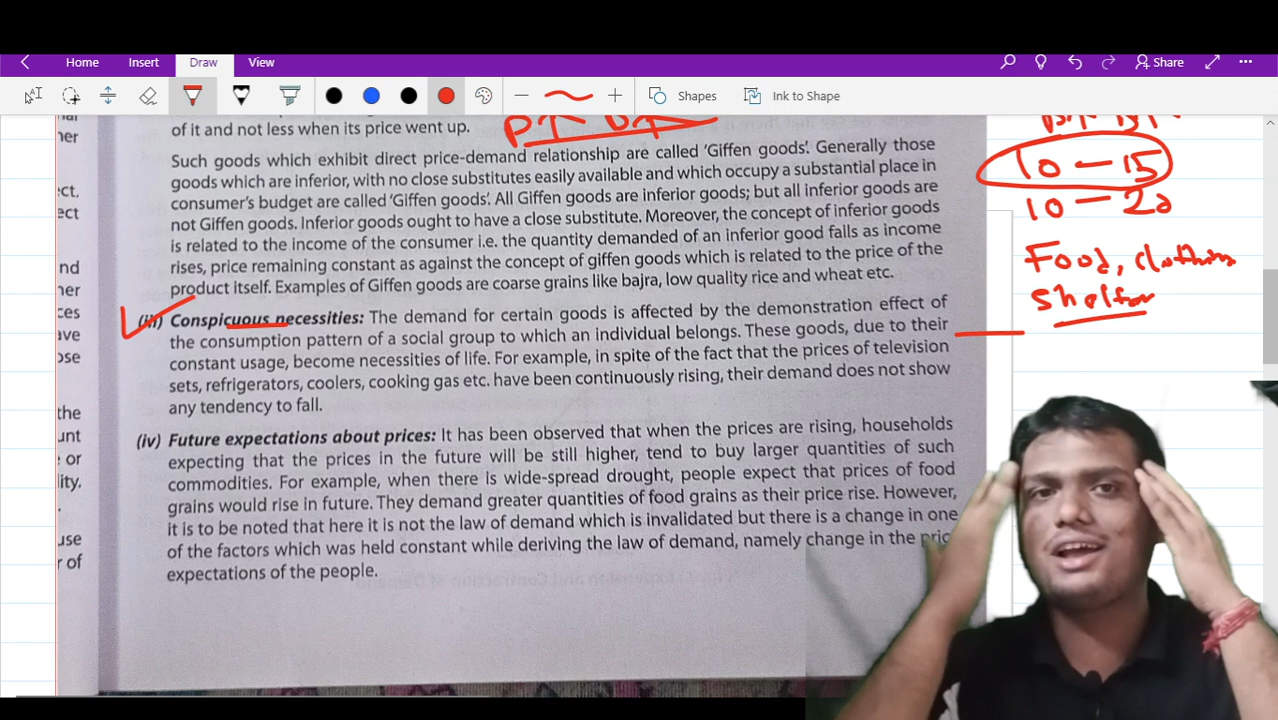 Home Insert Draw View Share
Shapes Ink to Shape
of it and not less when its price went up.
ner
Such goods which exhibit direct price-demand relationship are called 'Giffen goods'. Generally those
goods which are inferior, with no close substitutes easily available and which occupy a substantial place in
consumer's budget are called 'Giffen goods'. All Giffen goods are inferior goods; but all inferior goods are
not Giffen goods. Inferior goods ought to have a close substitute. Moreover, the concept of inferior goods
is related to the income of the consumer i.e. the quantity demanded of an inferior good falls as income
rises, price remaining constant as against the concept of giffen goods which is related to the price of the
product itself. Examples of Giffen goods are coarse grains like bajra, low quality rice and wheat etc.
10 — 15
10 — 20
Food, clothing
Shelter
ect.
ect
nd
ner
ces
ave
ose
the
unt
e or
lity.
use
r of
(iii) Conspicuous necessities: The demand for certain goods is affected by the demonstration effect of
the consumption pattern of a social group to which an individual belongs. These goods, due to their
constant usage, become necessities of life. For example, in spite of the fact that the prices of television
sets, refrigerators, coolers, cooking gas etc. have been continuously rising, their demand does not show
any tendency to fall.
(iv) Future expectations about prices: It has been observed that when the prices are rising, households
expecting that the prices in the future will be still higher, tend to buy larger quantities of such
commodities. For example, when there is wide-spread drought, people expect that prices of food
grains would rise in future. They demand greater quantities of food grains as their price rise. However,
it is to be noted that here it is not the law of demand which is invalidated but there is a change in one
of the factors which was held constant while deriving the law of demand, namely change in the pric
expectations of the people.